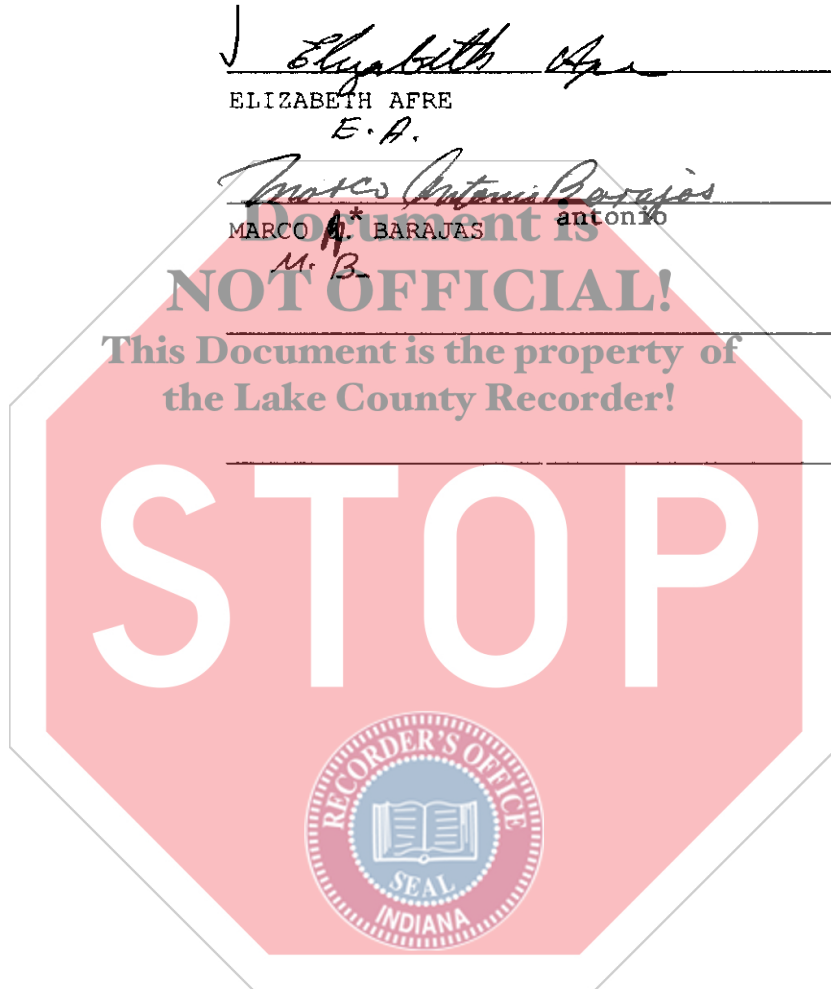 Elizabeth Afre
ELIZABETH AFRE
E. A.
Marco Antonio Barajas
MARCO A.* BARAJAS antonio
M. B.
Document is
NOT OFFICIAL!
This Document is the property of
the Lake County Recorder!
STOP
RECORDER'S OFFICE
SEAL
INDIANA